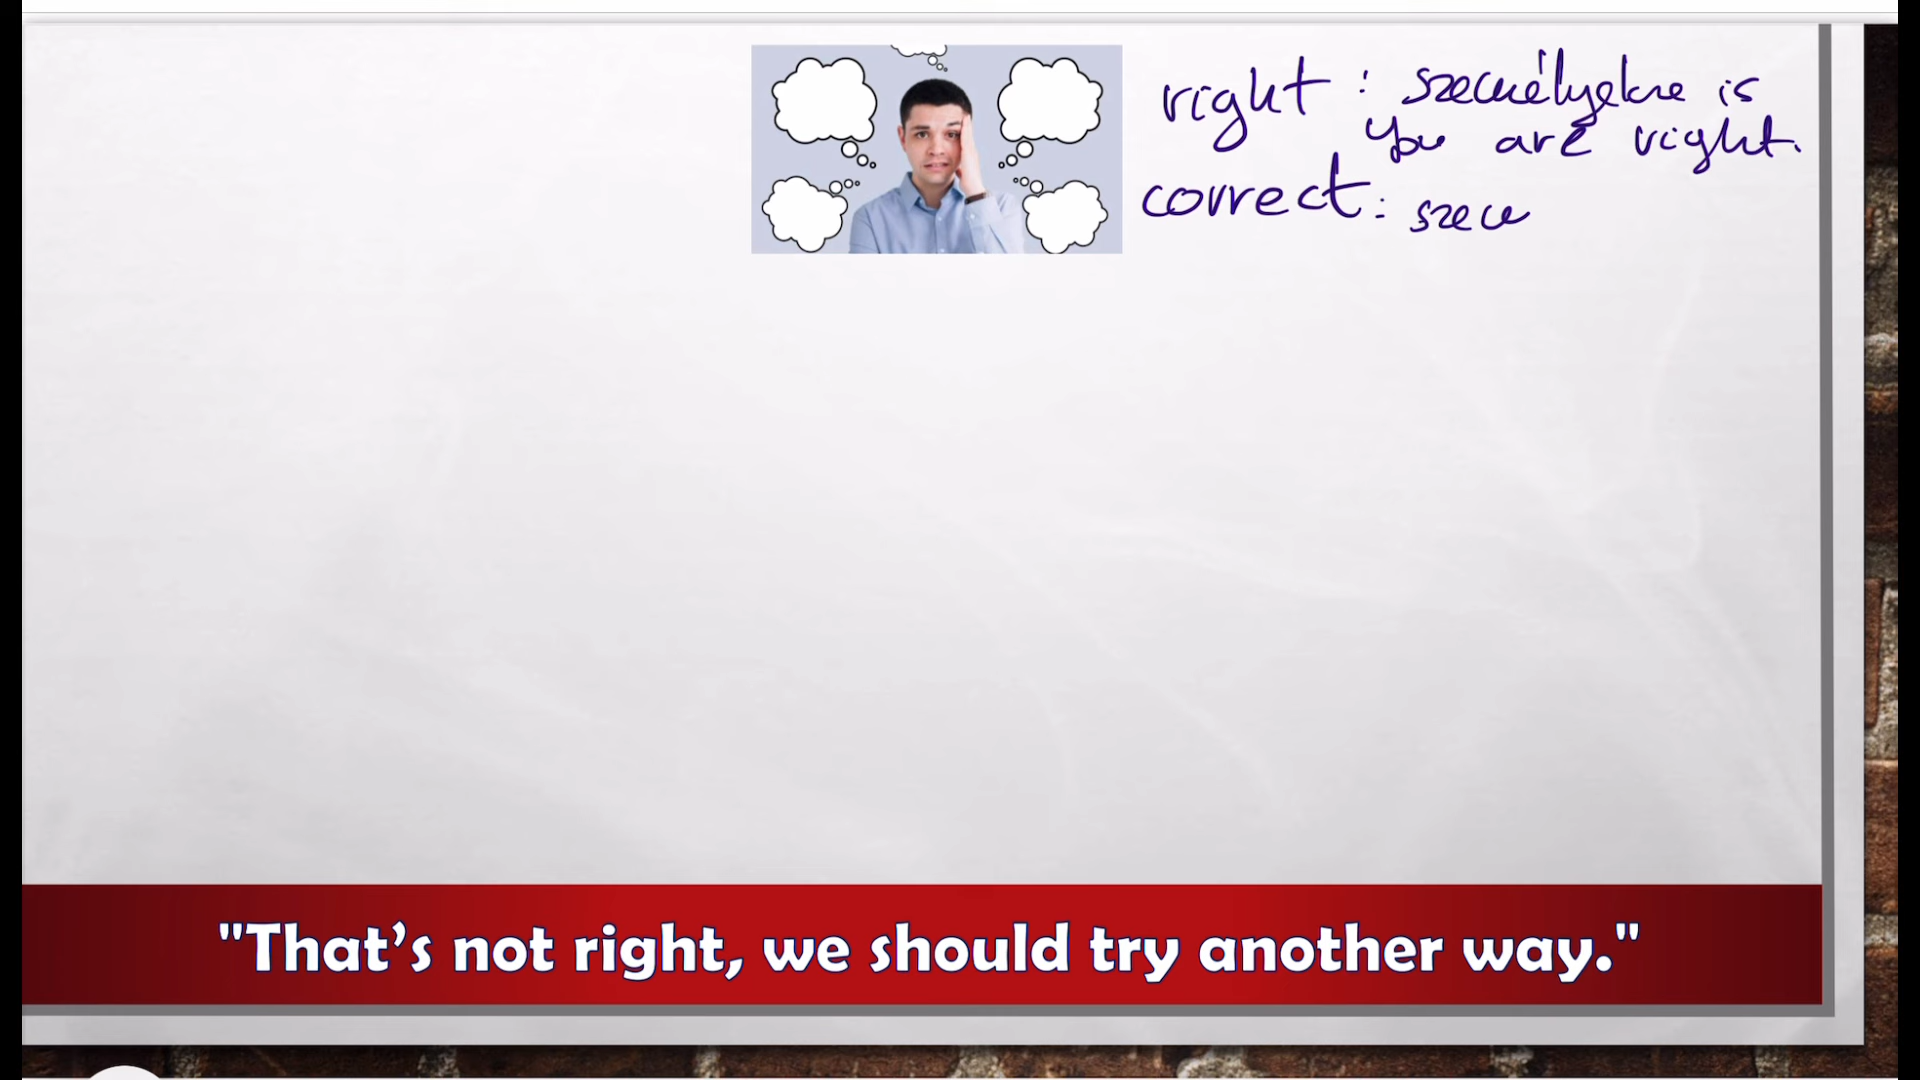 right : személyekre is
You are right.
correct : szem
"That’s not right, we should try another way."